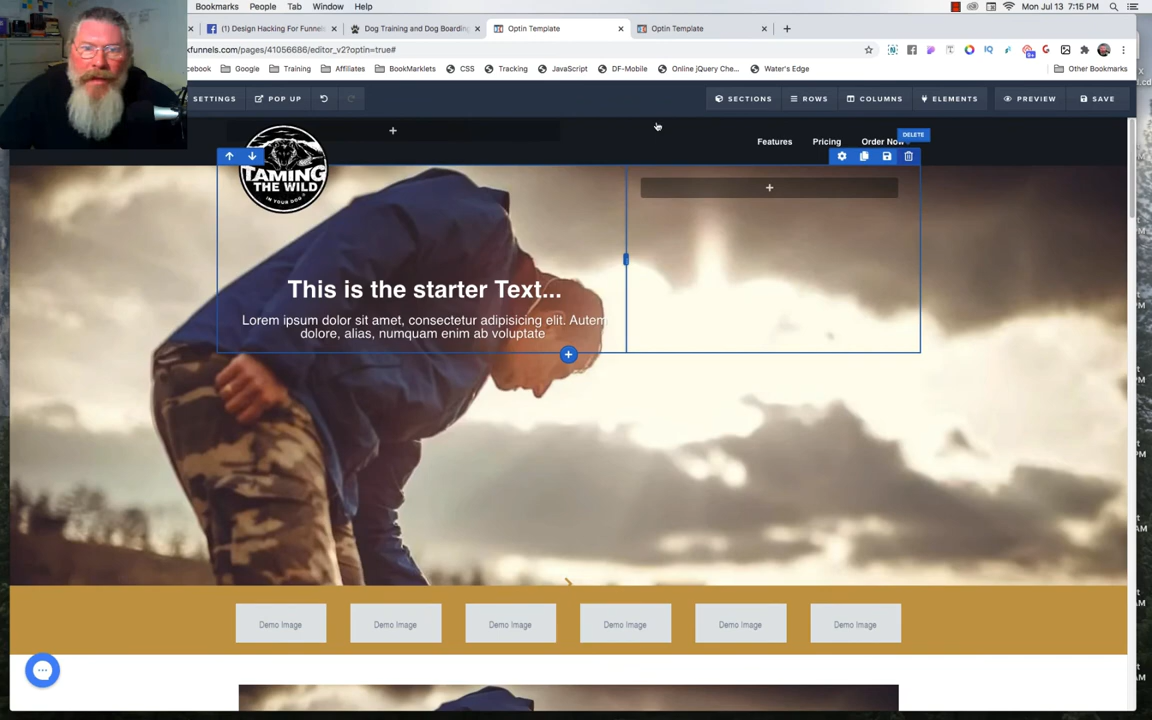 Bookmarks People Tab Window Help
Mon Jul 13 7:15 PM
(1) Design Hacking For Funnels
Dog Training and Dog Boarding
Optin Template
Optin Template
kfunnels.com/pages/41056686/editor_v2?optin=true#
cebook Google Training Affiliates BookMarklets CSS Tracking JavaScript DF-Mobile Online jQuery Che... Water's Edge Other Bookmarks
SETTINGS POP UP SECTIONS ROWS COLUMNS ELEMENTS PREVIEW SAVE
Features Pricing Order Now
DELETE
TAMING
THE WILD
IN YOUR DOG
This is the starter Text...
Lorem ipsum dolor sit amet, consectetur adipisicing elit. Autem
dolore, alias, numquam enim ab voluptate
Demo Image Demo Image Demo Image Demo Image Demo Image Demo Image